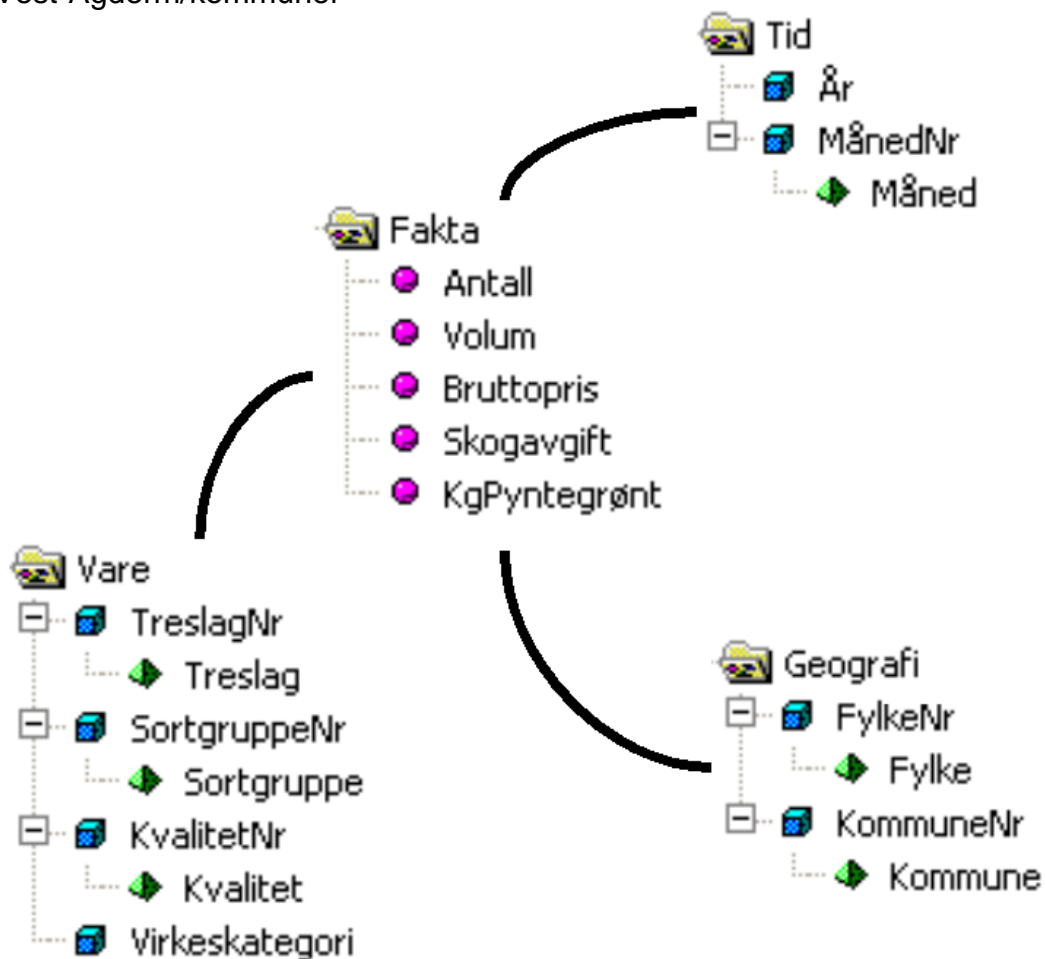 Tid
År
MånedNr
Måned
Fakta
Antall
Volum
Bruttopris
Skogavgift
KgPyntegrønt
Vare
TreslagNr
Treslag
SortgruppeNr
Sortgruppe
KvalitetNr
Kvalitet
Virkeskategori
Geografi
FylkeNr
Fylke
KommuneNr
Kommune